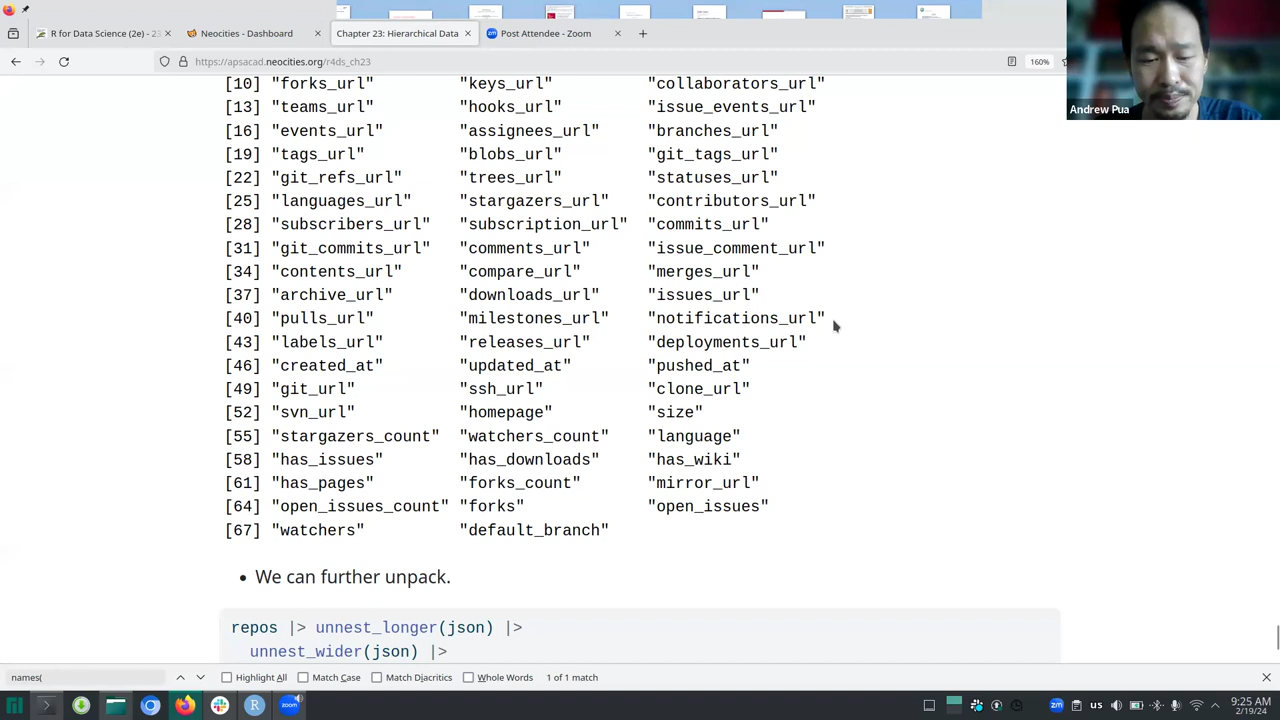 R for Data Science (2e) - 23
Neocities - Dashboard
Chapter 23: Hierarchical Data
Post Attendee - Zoom
https://apsacad.neocities.org/r4ds_ch23
160%
Andrew Pua
[10] "forks_url" "keys_url" "collaborators_url"
[13] "teams_url" "hooks_url" "issue_events_url"
[16] "events_url" "assignees_url" "branches_url"
[19] "tags_url" "blobs_url" "git_tags_url"
[22] "git_refs_url" "trees_url" "statuses_url"
[25] "languages_url" "stargazers_url" "contributors_url"
[28] "subscribers_url" "subscription_url" "commits_url"
[31] "git_commits_url" "comments_url" "issue_comment_url"
[34] "contents_url" "compare_url" "merges_url"
[37] "archive_url" "downloads_url" "issues_url"
[40] "pulls_url" "milestones_url" "notifications_url"
[43] "labels_url" "releases_url" "deployments_url"
[46] "created_at" "updated_at" "pushed_at"
[49] "git_url" "ssh_url" "clone_url"
[52] "svn_url" "homepage" "size"
[55] "stargazers_count" "watchers_count" "language"
[58] "has_issues" "has_downloads" "has_wiki"
[61] "has_pages" "forks_count" "mirror_url"
[64] "open_issues_count" "forks" "open_issues"
[67] "watchers" "default_branch"
• We can further unpack.
repos |> unnest_longer(json) |>
unnest_wider(json) |>
names(
Highlight All
Match Case
Match Diacritics
Whole Words
1 of 1 match
us
9:25 AM
2/19/24